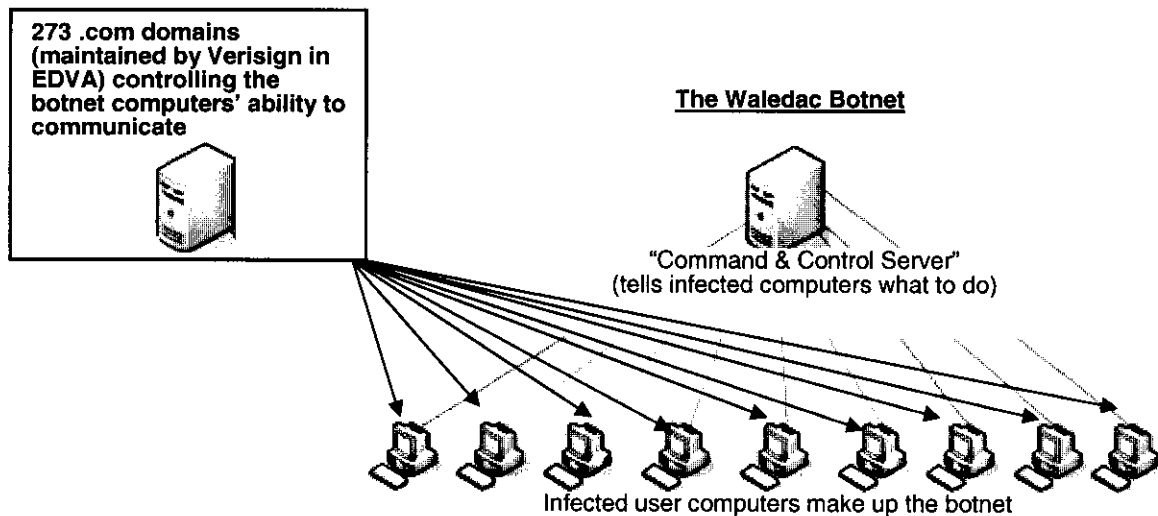 273 .com domains
(maintained by Verisign in
EDVA) controlling the
botnet computers' ability to
communicate
The Waledac Botnet
"Command & Control Server"
(tells infected computers what to do)
Infected user computers make up the botnet